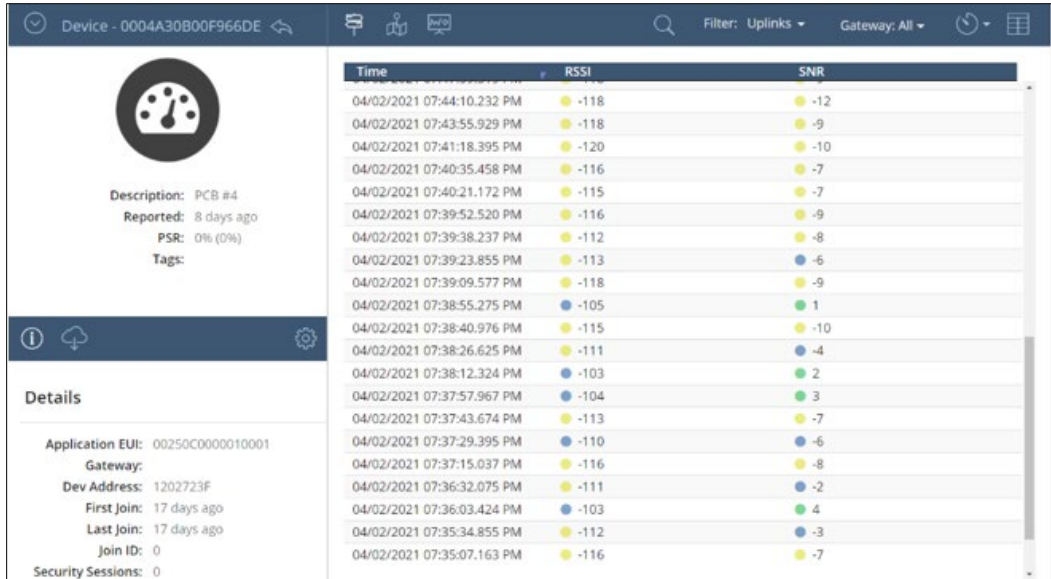 Device - 0004A30B00F966DE
Filter: Uplinks
Gateway: All
Description: PCB #4
Reported: 8 days ago
PSR: 0% (0%)
Tags:
Details
Application EUI: 00250C0000010001
Gateway:
Dev Address: 1202723F
First Join: 17 days ago
Last Join: 17 days ago
Join ID: 0
Security Sessions: 0
Time RSSI SNR
04/02/2021 07:44:10.232 PM -118 -12
04/02/2021 07:43:55.929 PM -118 -9
04/02/2021 07:41:18.395 PM -120 -10
04/02/2021 07:40:35.458 PM -116 -7
04/02/2021 07:40:21.172 PM -115 -7
04/02/2021 07:39:52.520 PM -116 -9
04/02/2021 07:39:38.237 PM -112 -8
04/02/2021 07:39:23.855 PM -113 -6
04/02/2021 07:39:09.577 PM -118 -9
04/02/2021 07:38:55.275 PM -105 1
04/02/2021 07:38:40.976 PM -115 -10
04/02/2021 07:38:26.625 PM -111 -4
04/02/2021 07:38:12.324 PM -103 2
04/02/2021 07:37:57.967 PM -104 3
04/02/2021 07:37:43.674 PM -113 -7
04/02/2021 07:37:29.395 PM -110 -6
04/02/2021 07:37:15.037 PM -116 -8
04/02/2021 07:36:32.075 PM -111 -2
04/02/2021 07:36:03.424 PM -103 4
04/02/2021 07:35:34.855 PM -112 -3
04/02/2021 07:35:07.163 PM -116 -7